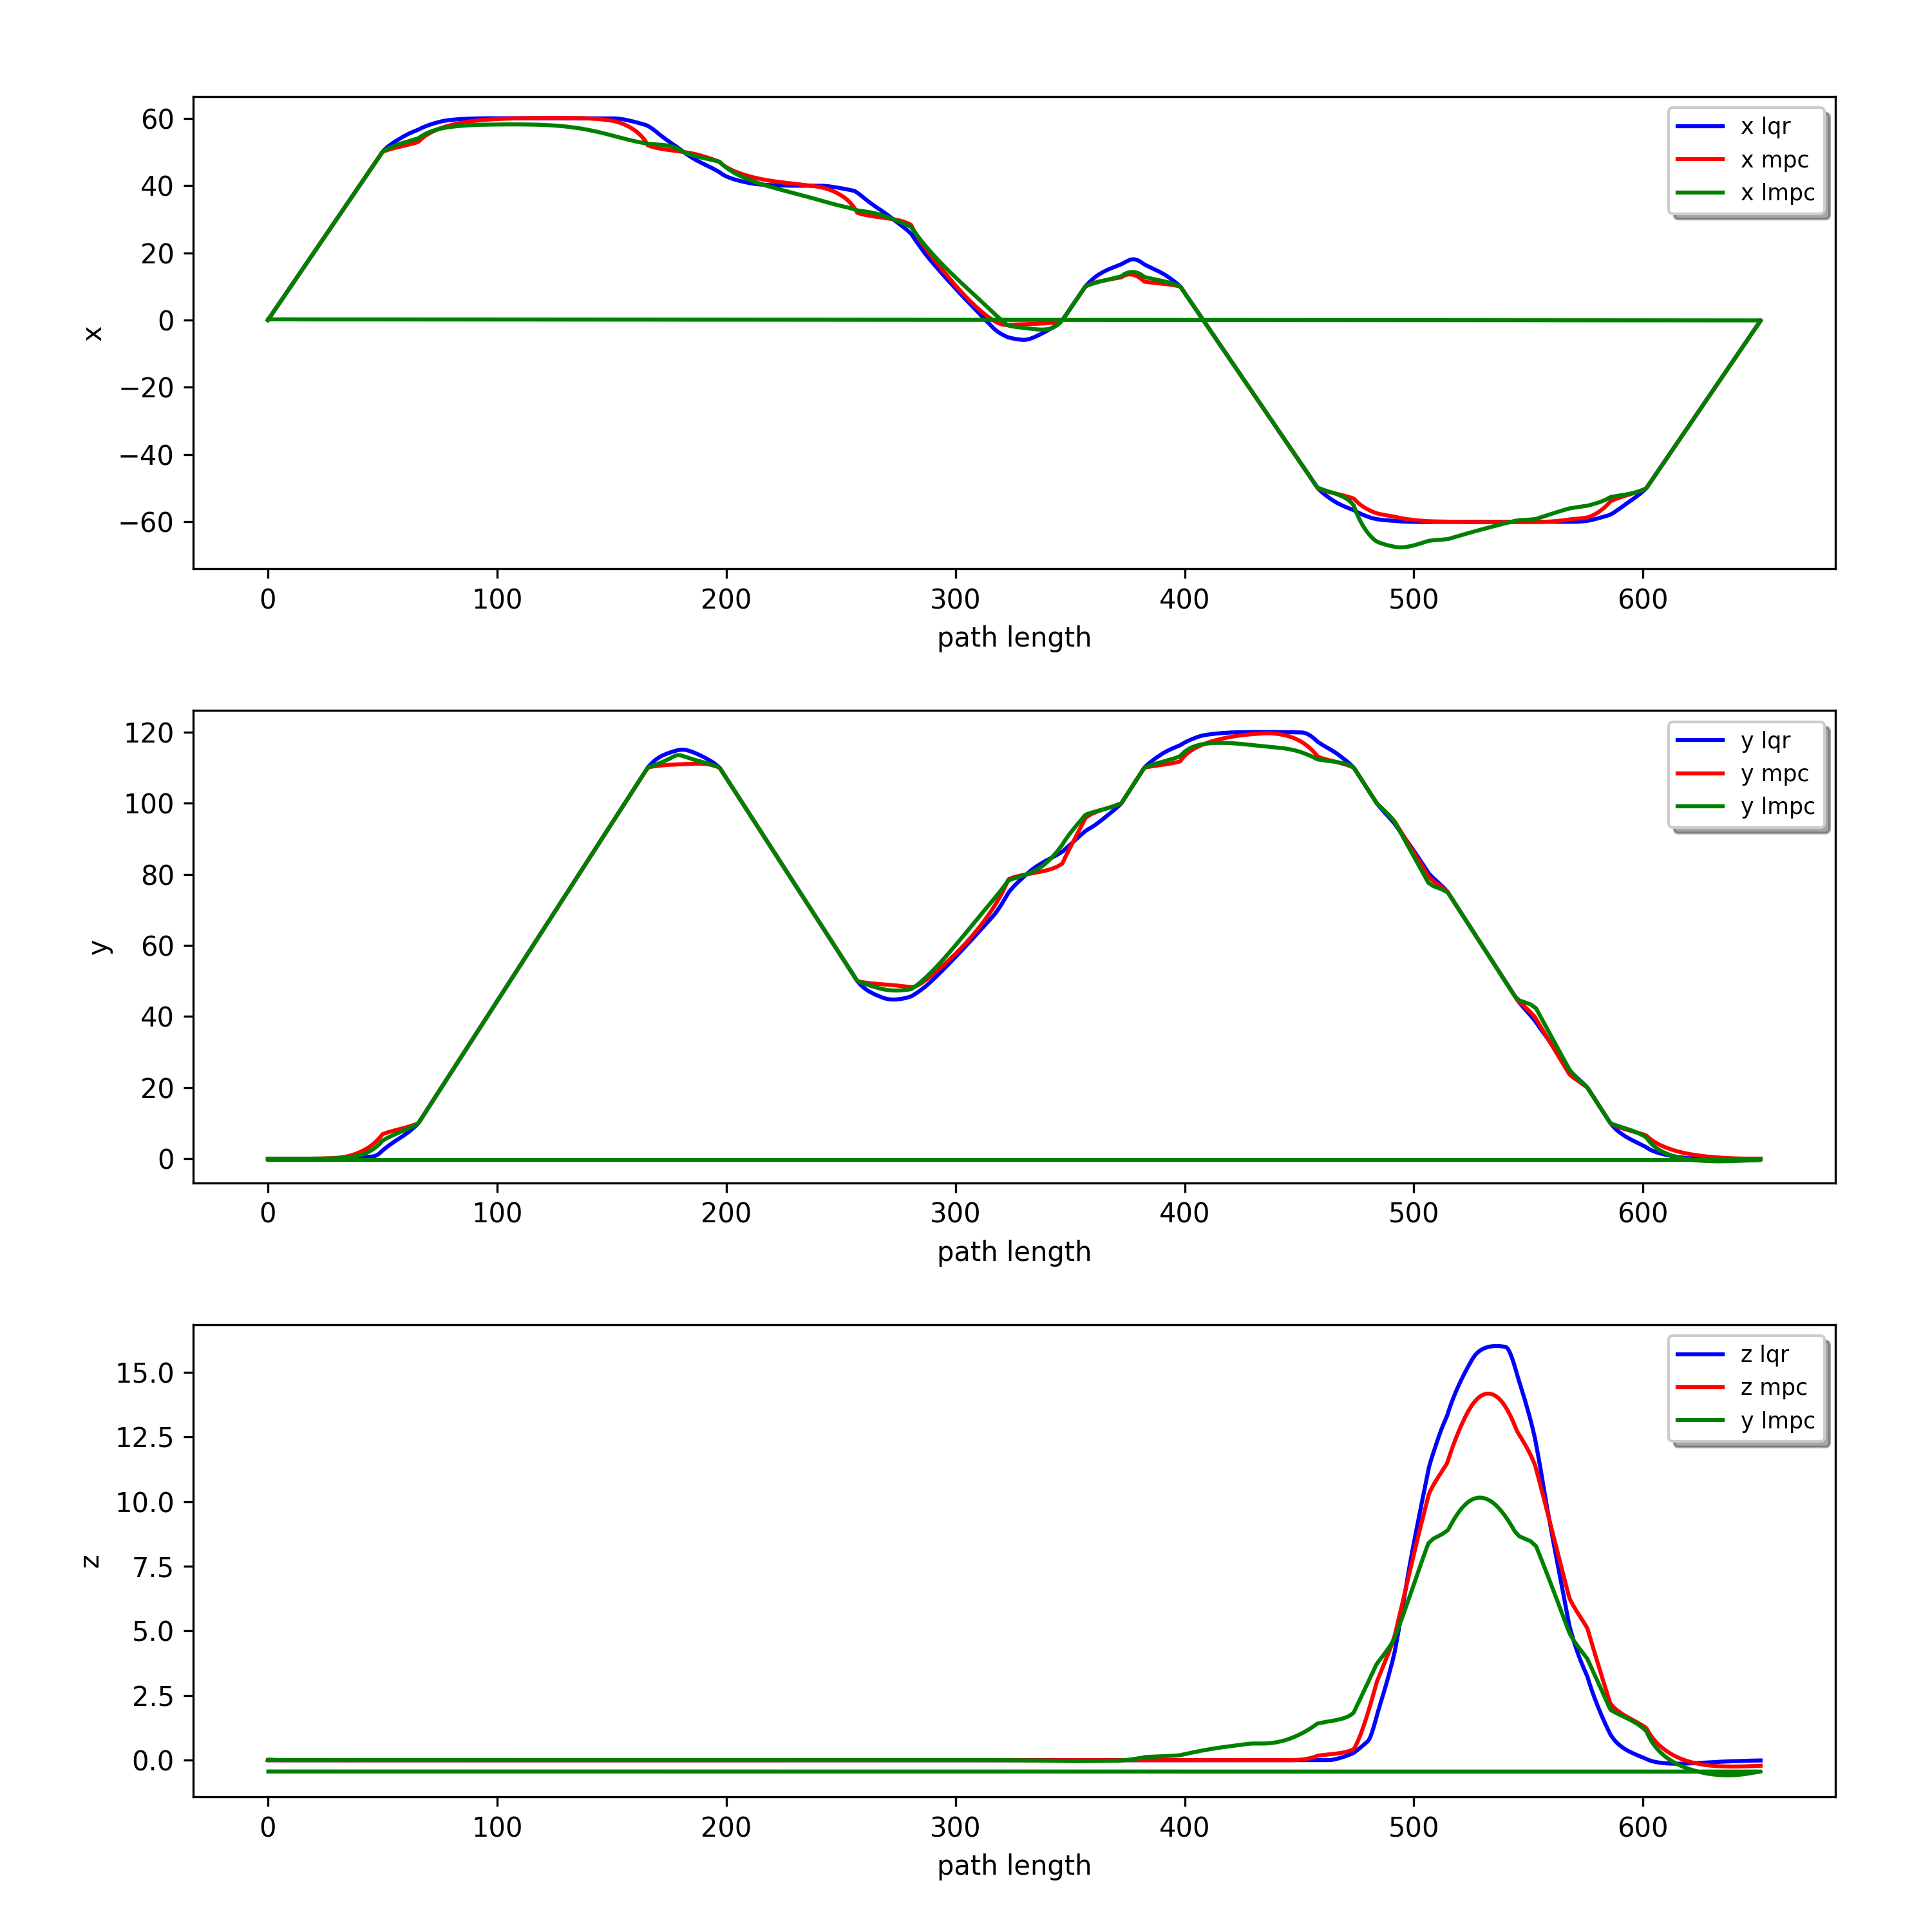 60
40
20
0
−20
−40
−60
x
x lqr
x mpc
x lmpc
0 100 200 300 400 500 600
path length
120
100
80
60
40
20
0
y
y lqr
y mpc
y lmpc
0 100 200 300 400 500 600
path length
15.0
12.5
10.0
7.5
5.0
2.5
0.0
z
z lqr
z mpc
y lmpc
0 100 200 300 400 500 600
path length